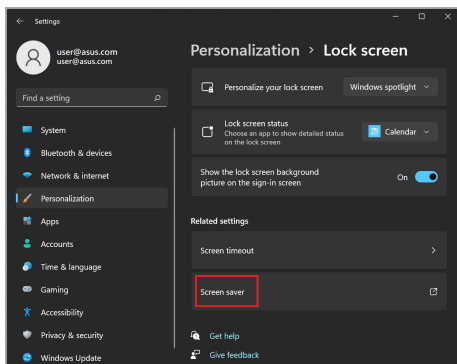 Settings
user@asus.com
user@asus.com
Find a setting
System
Bluetooth & devices
Network & internet
Personalization
Apps
Accounts
Time & language
Gaming
Accessibility
Privacy & security
Windows Update
Personalization > Lock screen
Personalize your lock screen
Windows spotlight
Lock screen status
Choose an app to show detailed status
on the lock screen
Calendar
Show the lock screen background
picture on the sign-in screen
On
Related settings
Screen timeout
Screen saver
Get help
Give feedback